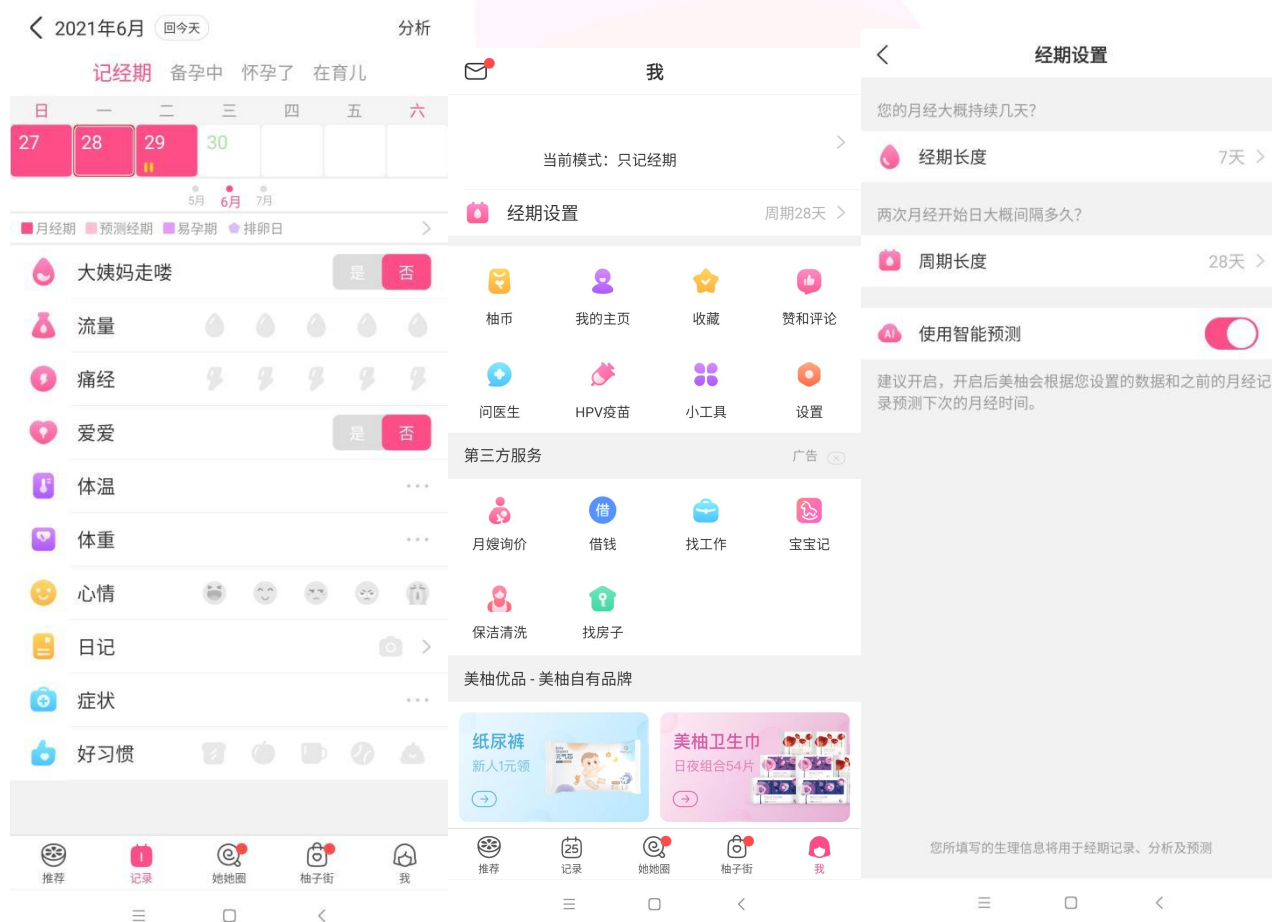 2021年6月 回今天 分析
记经期 备孕中 怀孕了 在育儿
日 一 二 三 四 五 六
27 28 29 30
5月 6月 7月
月经期 预测经期 易孕期 排卵日
大姨妈走喽 是 否
流量
痛经
爱爱 是 否
体温
体重
心情
日记
症状
好习惯
推荐 记录 她她圈 柚子街 我
我
当前模式：只记经期
经期设置 周期28天
柚币 我的主页 收藏 赞和评论
问医生 HPV疫苗 小工具 设置
第三方服务 广告
借
月嫂询价 借钱 找工作 宝宝记
保洁清洗 找房子
美柚优品 - 美柚自有品牌
纸尿裤
新人1元领
美柚卫生巾
日夜组合54片
25
推荐 记录 她她圈 柚子街 我
经期设置
您的月经大概持续几天？
经期长度 7天
两次月经开始日大概间隔多久？
周期长度 28天
AI 使用智能预测
建议开启，开启后美柚会根据您设置的数据和之前的月经记
录预测下次的月经时间。
您所填写的生理信息将用于经期记录、分析及预测